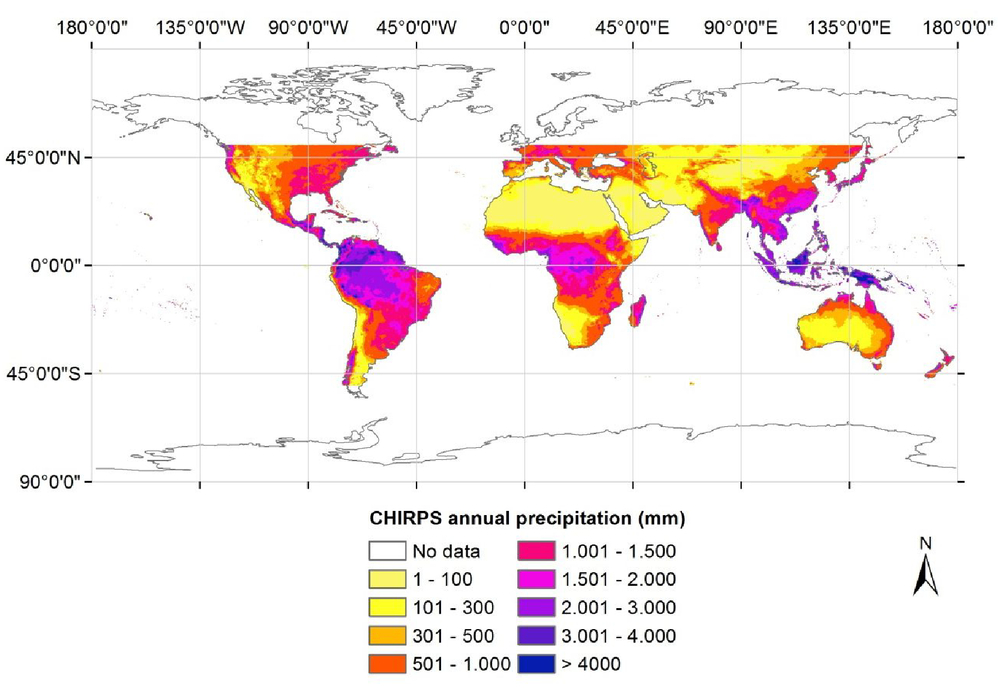 180°0'0" 135°0'0"W 90°0'0"W 45°0'0"W 0°0'0" 45°0'0"E 90°0'0"E 135°0'0"E 180°0'0"
45°0'0"N
0°0'0"
45°0'0"S
90°0'0"
CHIRPS annual precipitation (mm)
No data 1.001 - 1.500
1 - 100 1.501 - 2.000
101 - 300 2.001 - 3.000
301 - 500 3.001 - 4.000
501 - 1.000 > 4000
N